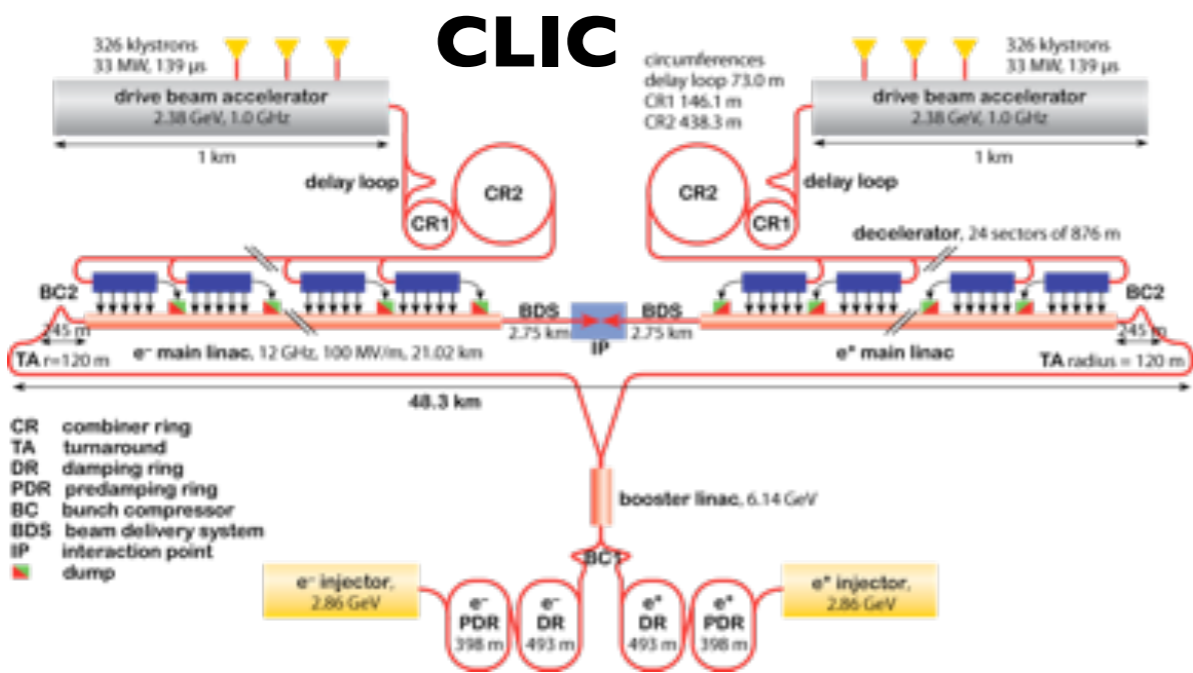 CLIC
326 klystrons
33 MW, 139 µs
drive beam accelerator
2.38 GeV, 1.0 GHz
1 km
delay loop
CR1
CR2
circumferences
delay loop 73.0 m
CR1 146.1 m
CR2 438.3 m
326 klystrons
33 MW, 139 µs
drive beam accelerator
2.38 GeV, 1.0 GHz
1 km
CR2
CR1
delay loop
decelerator, 24 sectors of 876 m
BC2
245 m
TA r=120 m
e⁻ main linac, 12 GHz, 100 MV/m, 21.02 km
BDS
2.75 km
IP
BDS
2.75 km
e⁺ main linac
BC2
245 m
TA radius = 120 m
48.3 km
CR combiner ring
TA turnaround
DR damping ring
PDR predamping ring
BC bunch compressor
BDS beam delivery system
IP interaction point
dump
booster linac, 6.14 GeV
BC1
e⁻ injector,
2.86 GeV
e⁻
PDR
398 m
e⁻
DR
493 m
e⁺
DR
493 m
e⁺
PDR
398 m
e⁺ injector,
2.86 GeV